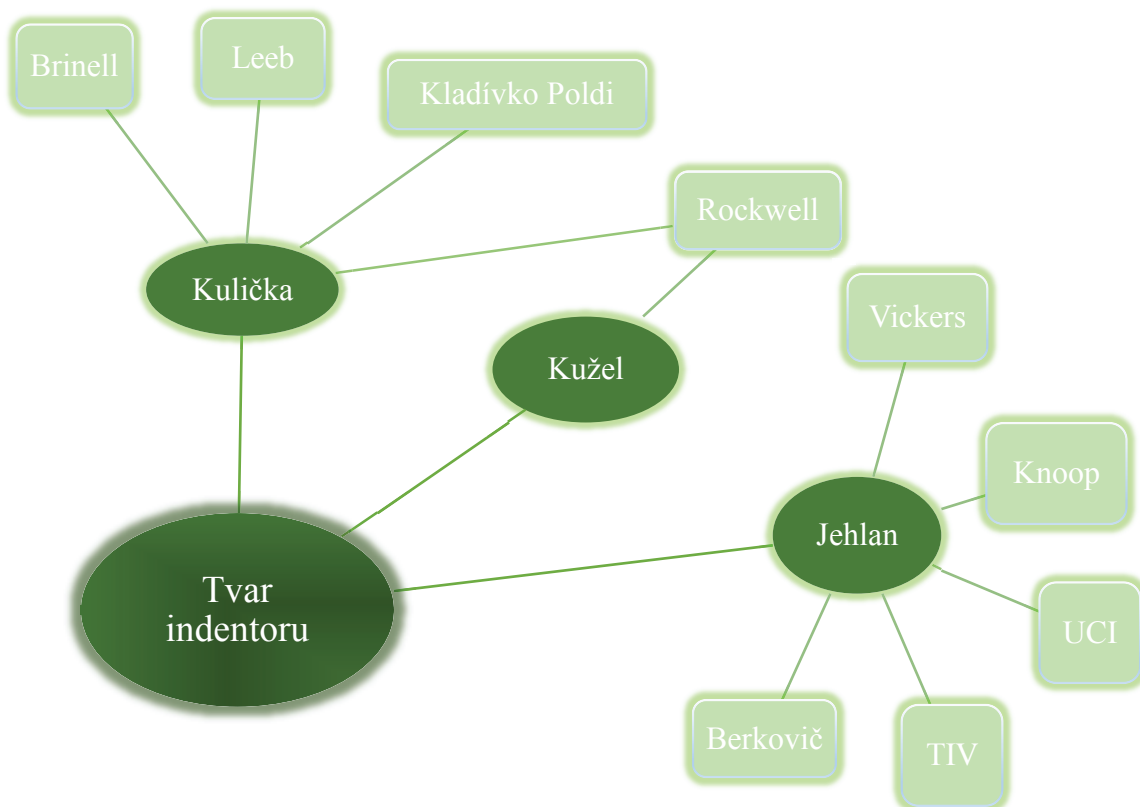 Brinell
Leeb
Kladívko Poldi
Rockwell
Kulička
Vickers
Kužel
Knoop
Jehlan
Tvar
indentoru
UCI
Berkovič
TIV